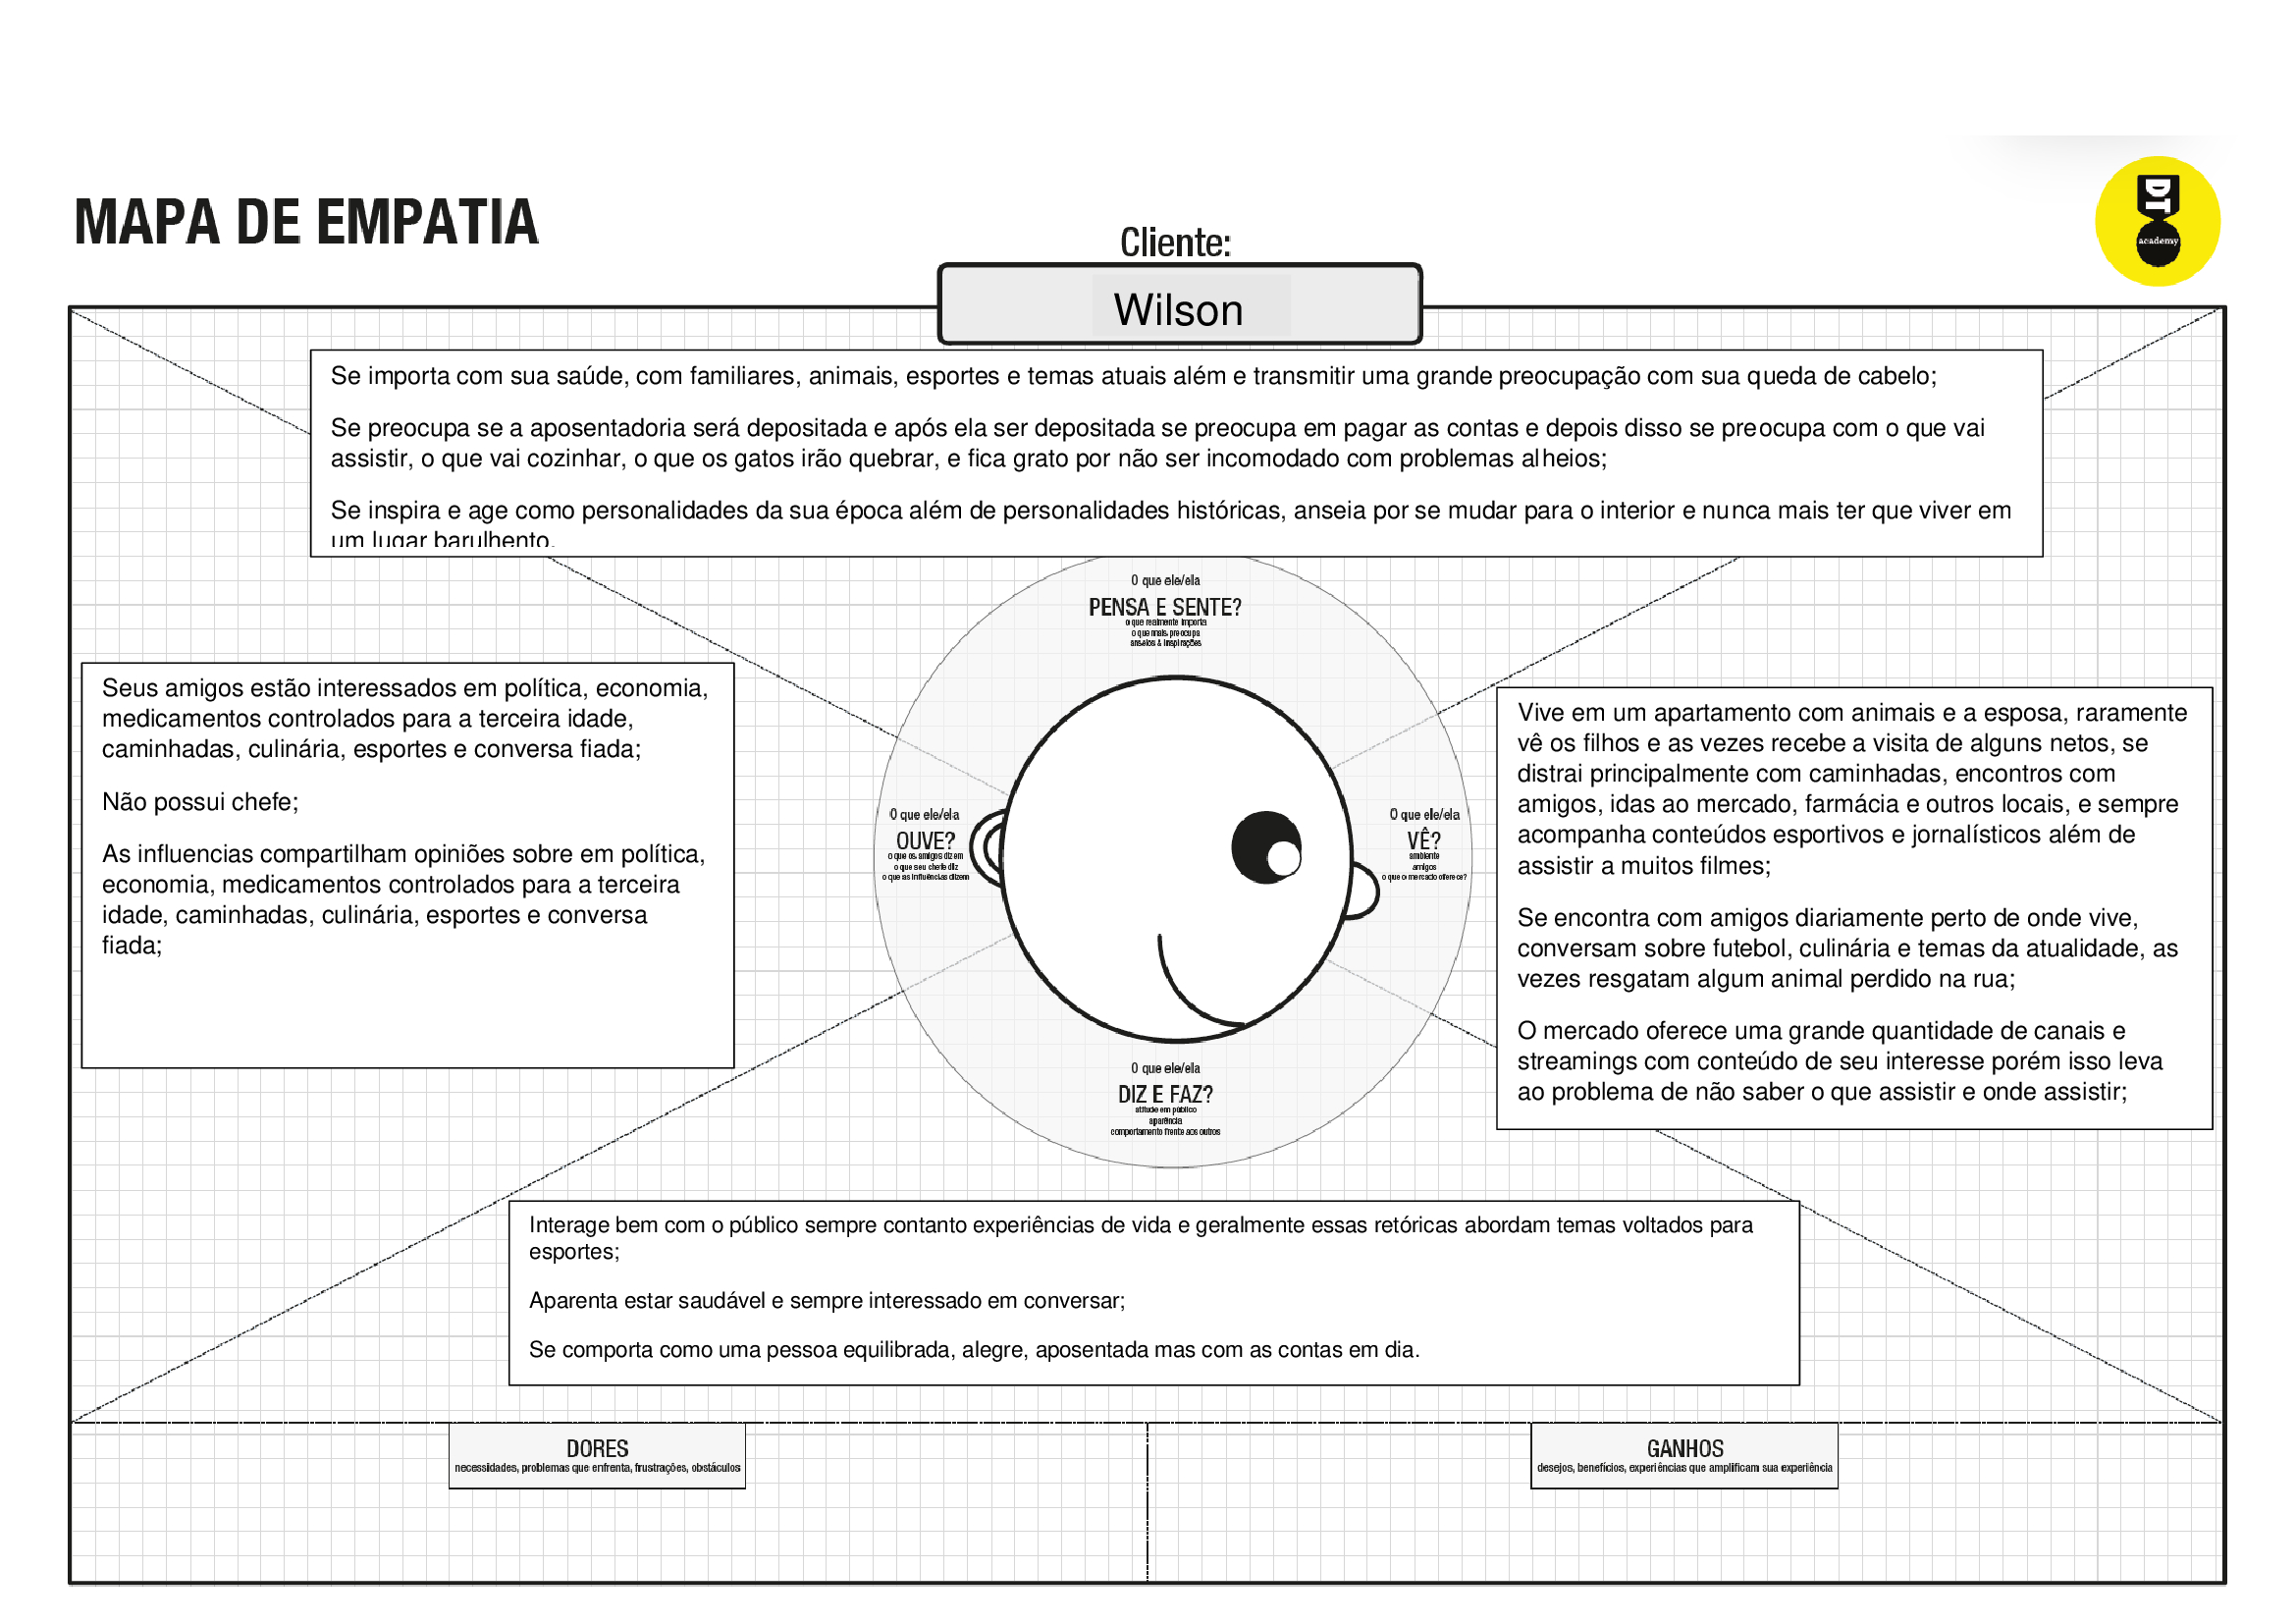 MAPA DE EMPATIA
DT
academy
Cliente:
Wilson
Se importa com sua saúde, com familiares, animais, esportes e temas atuais além e transmitir uma grande preocupação com sua queda de cabelo;
Se preocupa se a aposentadoria será depositada e após ela ser depositada se preocupa em pagar as contas e depois disso se preocupa com o que vai
assistir, o que vai cozinhar, o que os gatos irão quebrar, e fica grato por não ser incomodado com problemas alheios;
Se inspira e age como personalidades da sua época além de personalidades históricas, anseia por se mudar para o interior e nunca mais ter que viver em
um lugar barulhento.
O que ele/ela
PENSA E SENTE?
o que realmente importa
o que mais preocupa
anseios & inspirações
Seus amigos estão interessados em política, economia,
medicamentos controlados para a terceira idade,
caminhadas, culinária, esportes e conversa fiada;
Não possui chefe;
As influencias compartilham opiniões sobre em política,
economia, medicamentos controlados para a terceira
idade, caminhadas, culinária, esportes e conversa
fiada;
O que ele/ela
OUVE?
o que os amigos dizem
o que seu chefe diz
o que as influências dizem
O que ele/ela
VÊ?
ambiente
amigos
o que o mercado oferece?
Vive em um apartamento com animais e a esposa, raramente
vê os filhos e as vezes recebe a visita de alguns netos, se
distrai principalmente com caminhadas, encontros com
amigos, idas ao mercado, farmácia e outros locais, e sempre
acompanha conteúdos esportivos e jornalísticos além de
assistir a muitos filmes;
Se encontra com amigos diariamente perto de onde vive,
conversam sobre futebol, culinária e temas da atualidade, as
vezes resgatam algum animal perdido na rua;
O mercado oferece uma grande quantidade de canais e
streamings com conteúdo de seu interesse porém isso leva
ao problema de não saber o que assistir e onde assistir;
O que ele/ela
DIZ E FAZ?
atitude em público
aparência
comportamento frente aos outros
Interage bem com o público sempre contanto experiências de vida e geralmente essas retóricas abordam temas voltados para
esportes;
Aparenta estar saudável e sempre interessado em conversar;
Se comporta como uma pessoa equilibrada, alegre, aposentada mas com as contas em dia.
DORES
necessidades, problemas que enfrenta, frustrações, obstáculos
GANHOS
desejos, benefícios, experiências que amplificam sua experiência